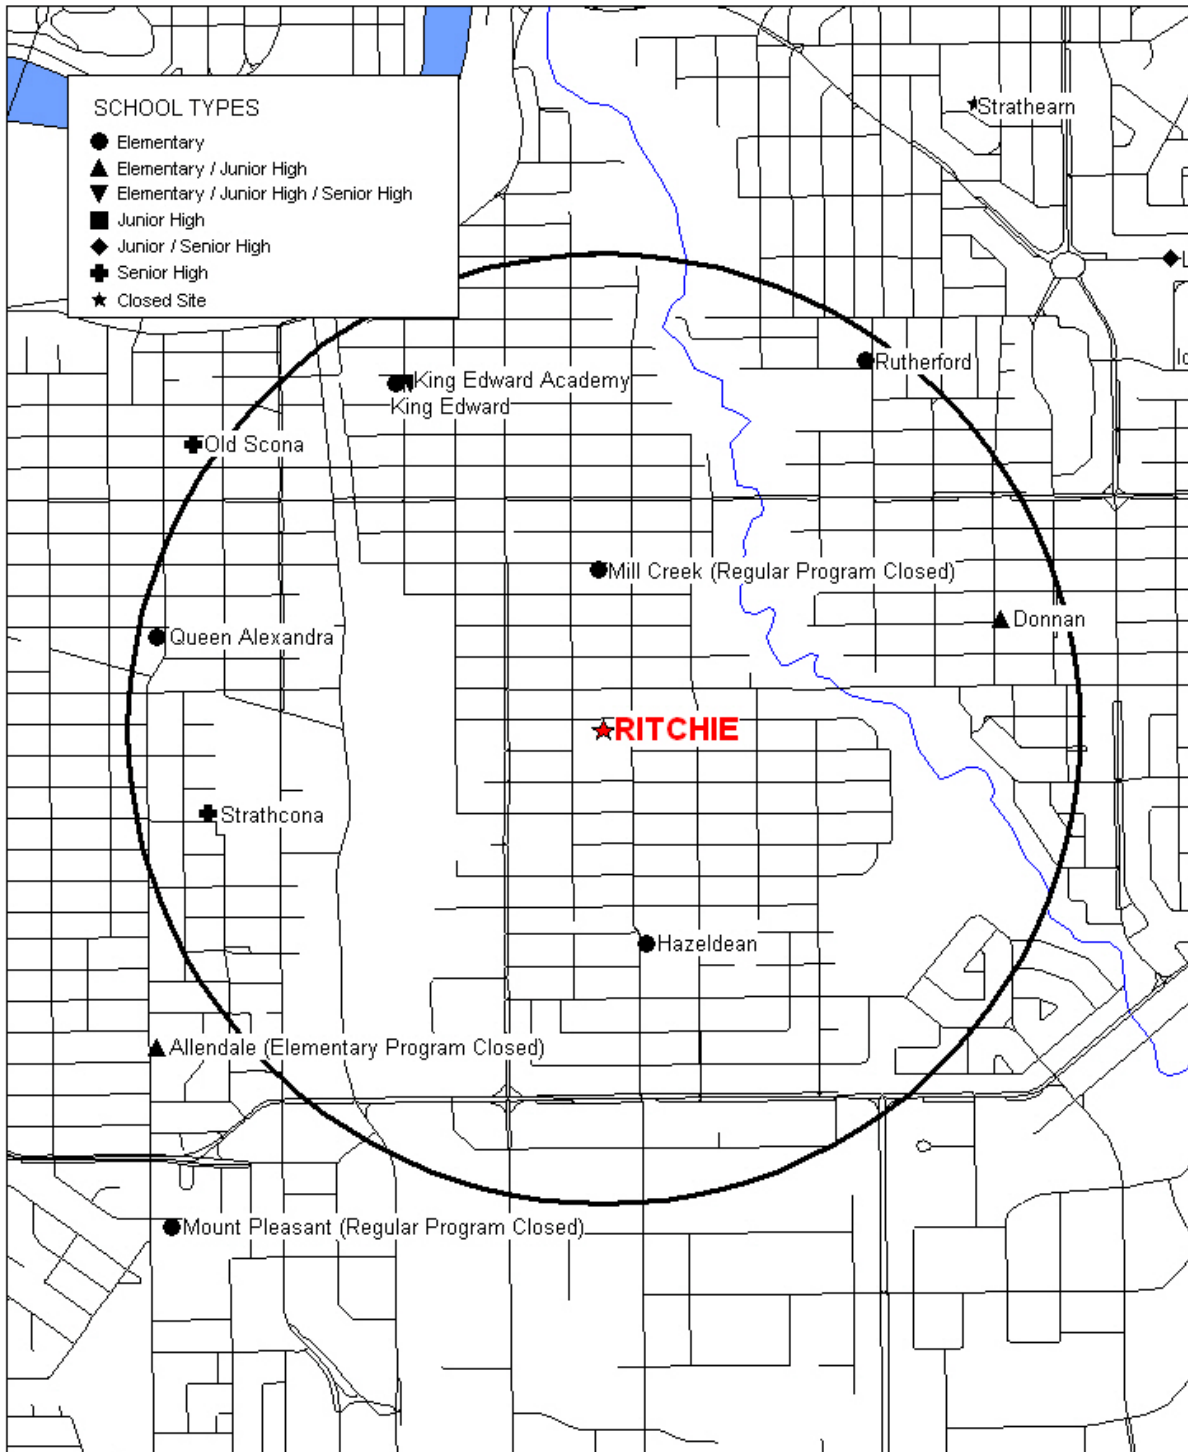 SCHOOL TYPES
Elementary
Elementary / Junior High
Elementary / Junior High / Senior High
Junior High
Junior / Senior High
Senior High
Closed Site
Strathearn
L
Rutherford
Ic
King Edward Academy
King Edward
Old Scona
Mill Creek (Regular Program Closed)
Donnan
Queen Alexandra
RITCHIE
Strathcona
Hazeldean
Allendale (Elementary Program Closed)
Mount Pleasant (Regular Program Closed)